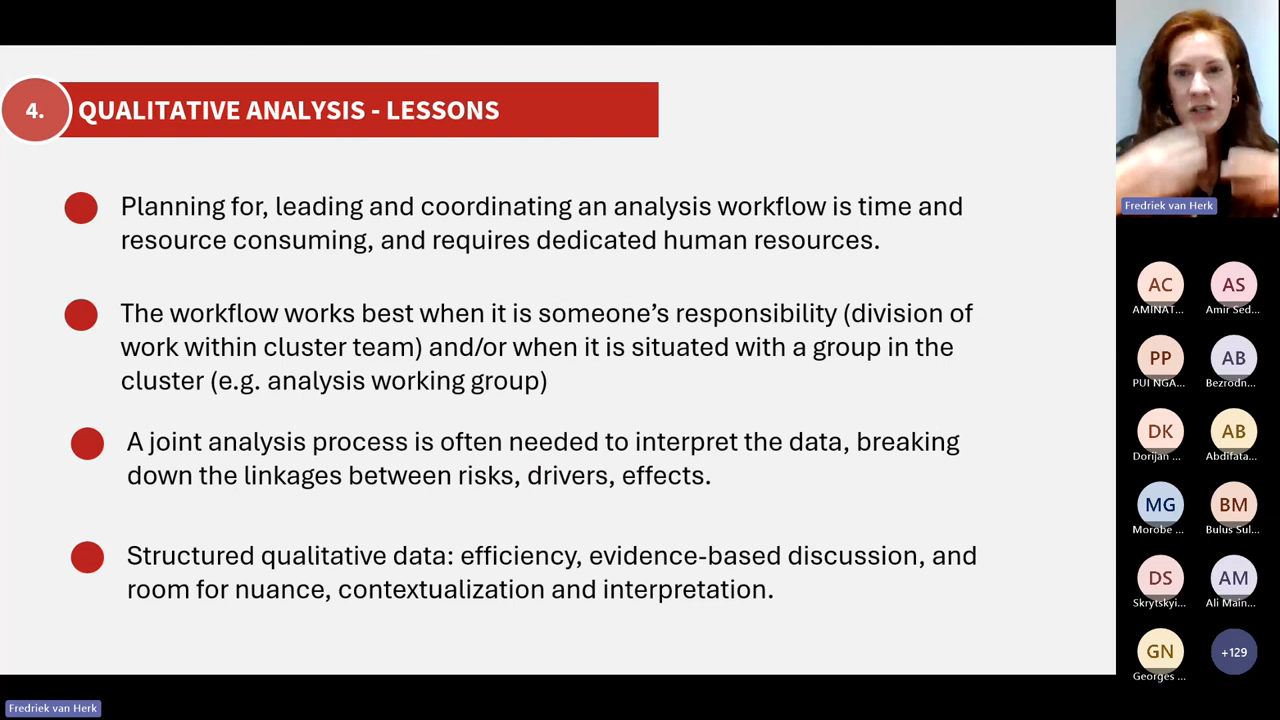 4.
QUALITATIVE ANALYSIS - LESSONS
Planning for, leading and coordinating an analysis workflow is time and
resource consuming, and requires dedicated human resources.
The workflow works best when it is someone’s responsibility (division of
work within cluster team) and/or when it is situated with a group in the
cluster (e.g. analysis working group)
A joint analysis process is often needed to interpret the data, breaking
down the linkages between risks, drivers, effects.
Structured qualitative data: efficiency, evidence-based discussion, and
room for nuance, contextualization and interpretation.
Fredriek van Herk
AC
AMINAT...
AS
Amir Sed...
PP
PUI NGA...
AB
Bezrodn...
DK
Dorijan ...
AB
Abdifata...
MG
Morobe ...
BM
Bulus Sul...
DS
Skrytskyi...
AM
Ali Main...
GN
Georges ...
+129
Fredriek van Herk